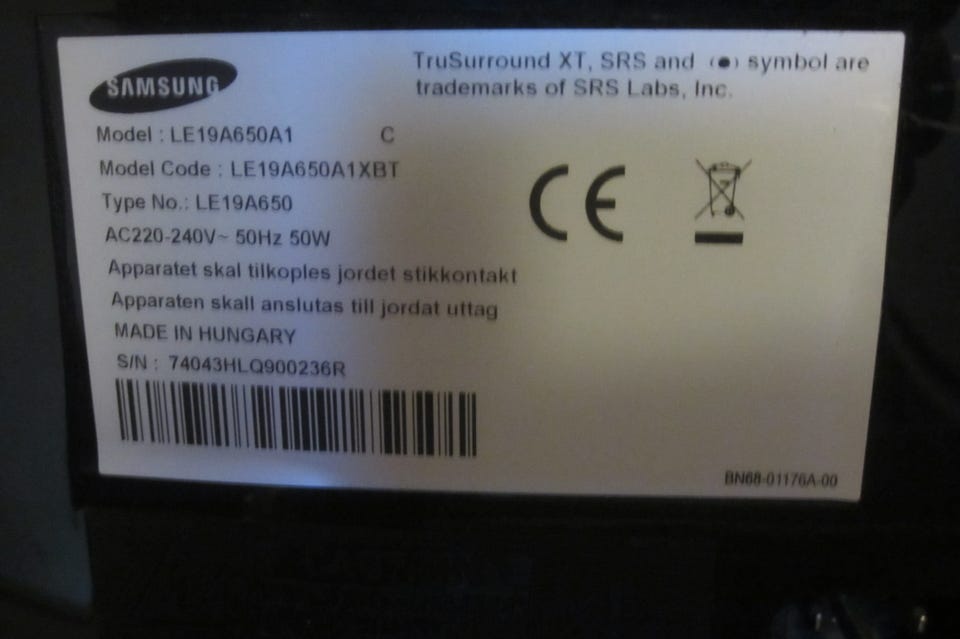 SAMSUNG
TruSurround XT, SRS and (●) symbol are
trademarks of SRS Labs, Inc.
Model : LE19A650A1 C
Model Code : LE19A650A1XBT
Type No.: LE19A650
AC220-240V~ 50Hz 50W
Apparatet skal tilkoples jordet stikkontakt
Apparaten skall anslutas till jordat uttag
MADE IN HUNGARY
S/N : 74043HLQ900236R
CE
BN68-01176A-00